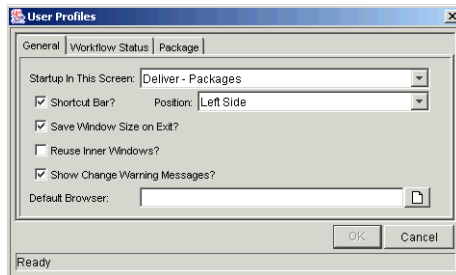 User Profiles
General Workflow Status Package
Startup In This Screen: Deliver - Packages
Shortcut Bar? Position: Left Side
Save Window Size on Exit?
Reuse Inner Windows?
Show Change Warning Messages?
Default Browser:
OK Cancel
Ready